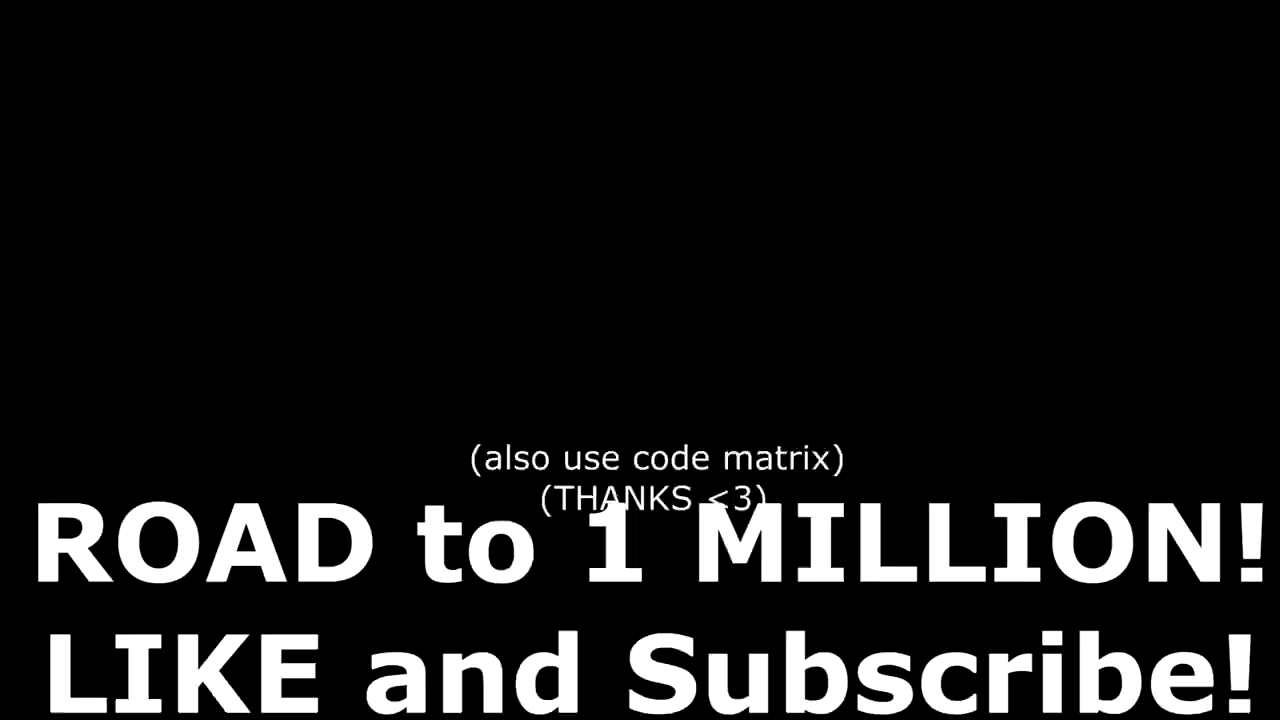 (also use code matrix)
(THANKS <3)
ROAD to 1 MILLION!
LIKE and Subscribe!